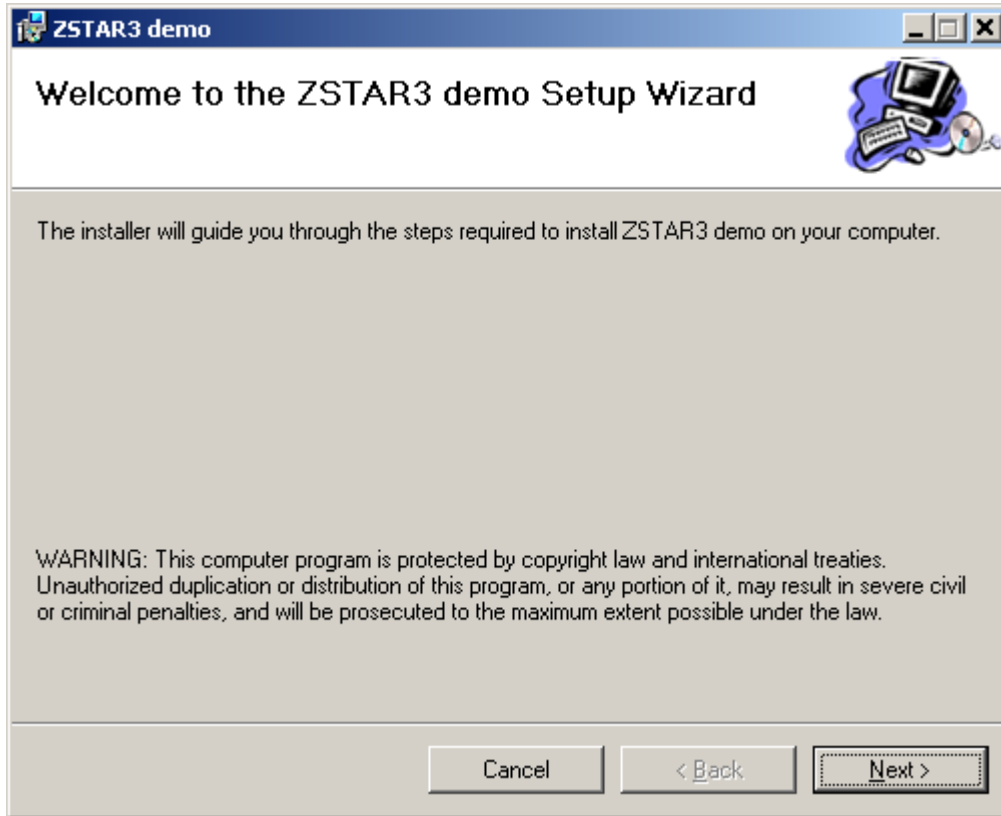 ZSTAR3 demo
Welcome to the ZSTAR3 demo Setup Wizard
The installer will guide you through the steps required to install ZSTAR3 demo on your computer.
WARNING: This computer program is protected by copyright law and international treaties.
Unauthorized duplication or distribution of this program, or any portion of it, may result in severe civil
or criminal penalties, and will be prosecuted to the maximum extent possible under the law.
Cancel
< Back
Next >